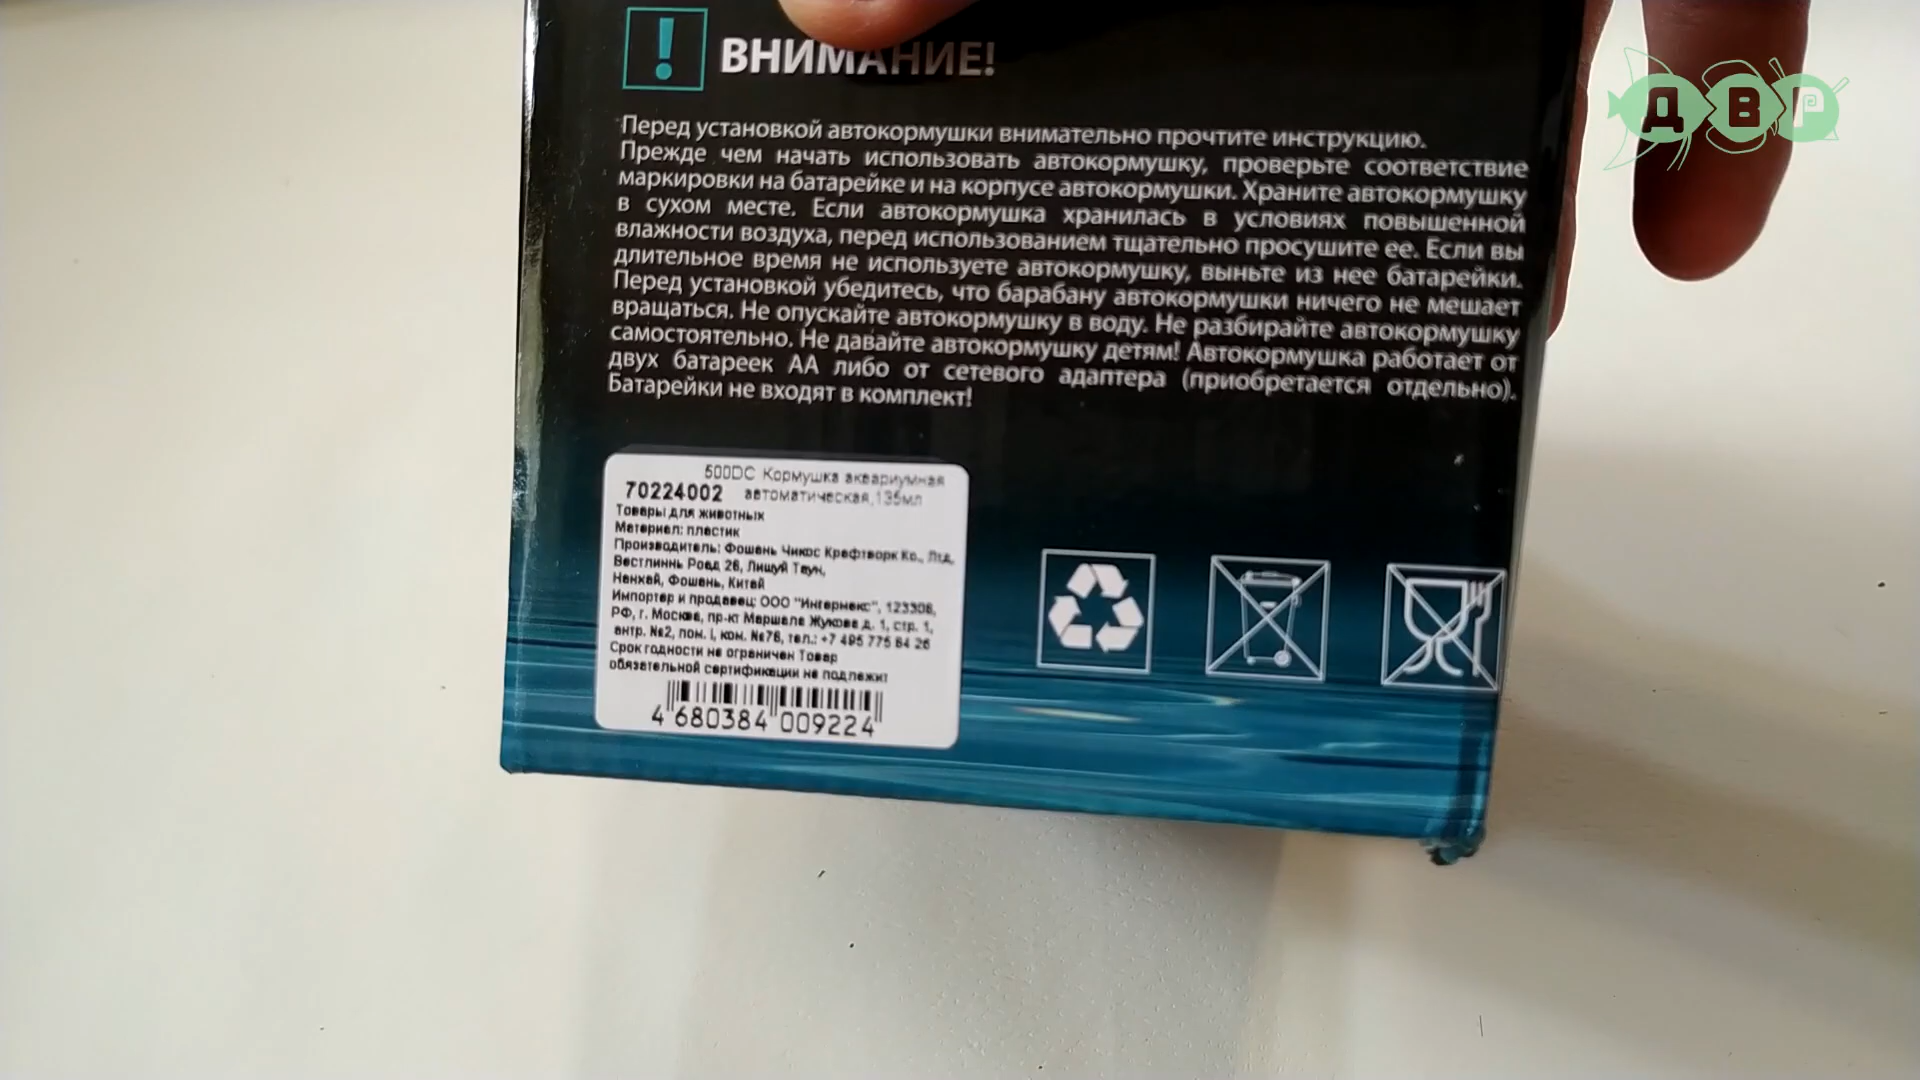 ВНИМАНИЕ!
ДВР
Перед установкой автокормушки внимательно прочтите инструкцию.
Прежде чем начать использовать автокормушку, проверьте соответствие
маркировки на батарейке и на корпусе автокормушки. Храните автокормушку
в сухом месте. Если автокормушка хранилась в условиях повышенной
влажности воздуха, перед использованием тщательно просушите ее. Если вы
длительное время не используете автокормушку, выньте из нее батарейки.
Перед установкой убедитесь, что барабану автокормушки ничего не мешает
вращаться. Не опускайте автокормушку в воду. Не разбирайте автокормушку
самостоятельно. Не давайте автокормушку детям! Автокормушка работает от
двух батареек АА либо от сетевого адаптера (приобретается отдельно).
Батарейки не входят в комплект!
500DC Кормушка аквариумная
70224002 автоматическая,135мл
Товары для животных
Материал: пластик
Производитель: Фошань Чикос Крафтворк Ко., Лтд,
Вестлиннь Роад 26, Лишуй Таун,
Нанхай, Фошань, Китай
Импортер и продавец: ООО "Интермекс", 123308,
РФ, г. Москва, пр-кт Маршала Жукова д. 1, стр. 1,
антр. №2, пом. I, ком. №76, тел.: +7 495 775 84 26
Срок годности не ограничен Товар
обязательной сертификации не подлежит
4 680384 009224